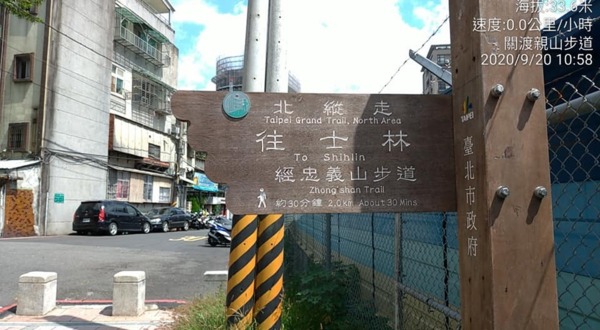 海拔:33.6米
速度:0.0公里/小時
關渡親山步道
2020/9/20 10:58
北縱走
Taipei Grand Trail, North Area
往士林
To Shihlin
經忠義山步道
Zhong'shan Trail
約30分鐘 2.0km About 30 Mins
TAIPEI
臺北市政府